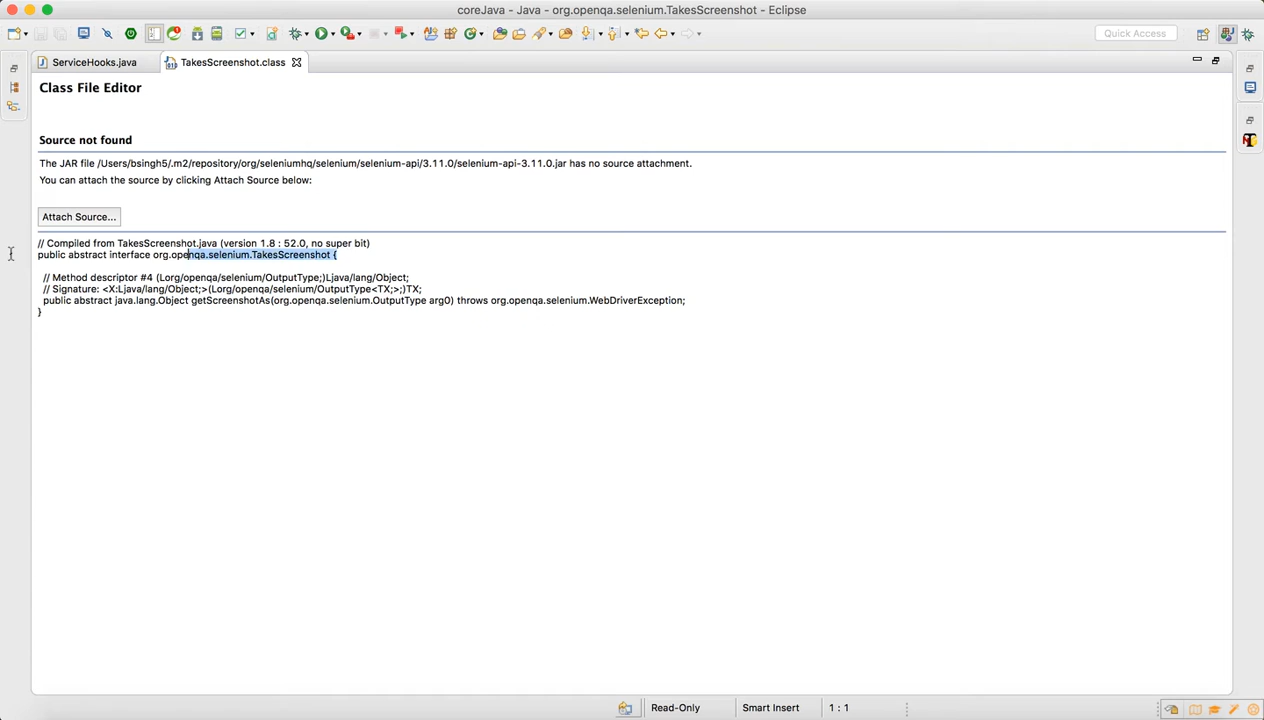 coreJava - Java - org.openqa.selenium.TakesScreenshot - Eclipse
Quick Access
ServiceHooks.java
TakesScreenshot.class
Class File Editor
Source not found
The JAR file /Users/bsingh5/.m2/repository/org/seleniumhq/selenium/selenium-api/3.11.0/selenium-api-3.11.0.jar has no source attachment.
You can attach the source by clicking Attach Source below:
Attach Source...
// Compiled from TakesScreenshot.java (version 1.8 : 52.0, no super bit)
public abstract interface org.openqa.selenium.TakesScreenshot {
// Method descriptor #4 (Lorg/openqa/selenium/OutputType;)Ljava/lang/Object;
// Signature: <X:Ljava/lang/Object;>(Lorg/openqa/selenium/OutputType<TX;>;)TX;
public abstract java.lang.Object getScreenshotAs(org.openqa.selenium.OutputType arg0) throws org.openqa.selenium.WebDriverException;
}
Read-Only
Smart Insert
1 : 1